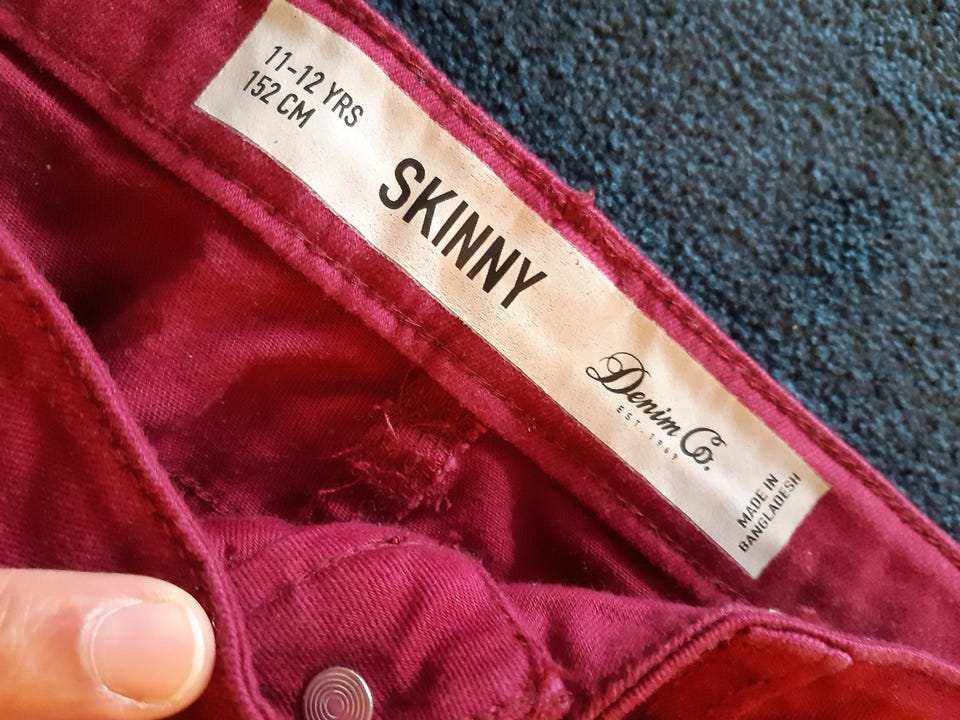 11-12 YRS
152 CM
SKINNY
Denim Co.
EST. 1969
MADE IN
BANGLADESH